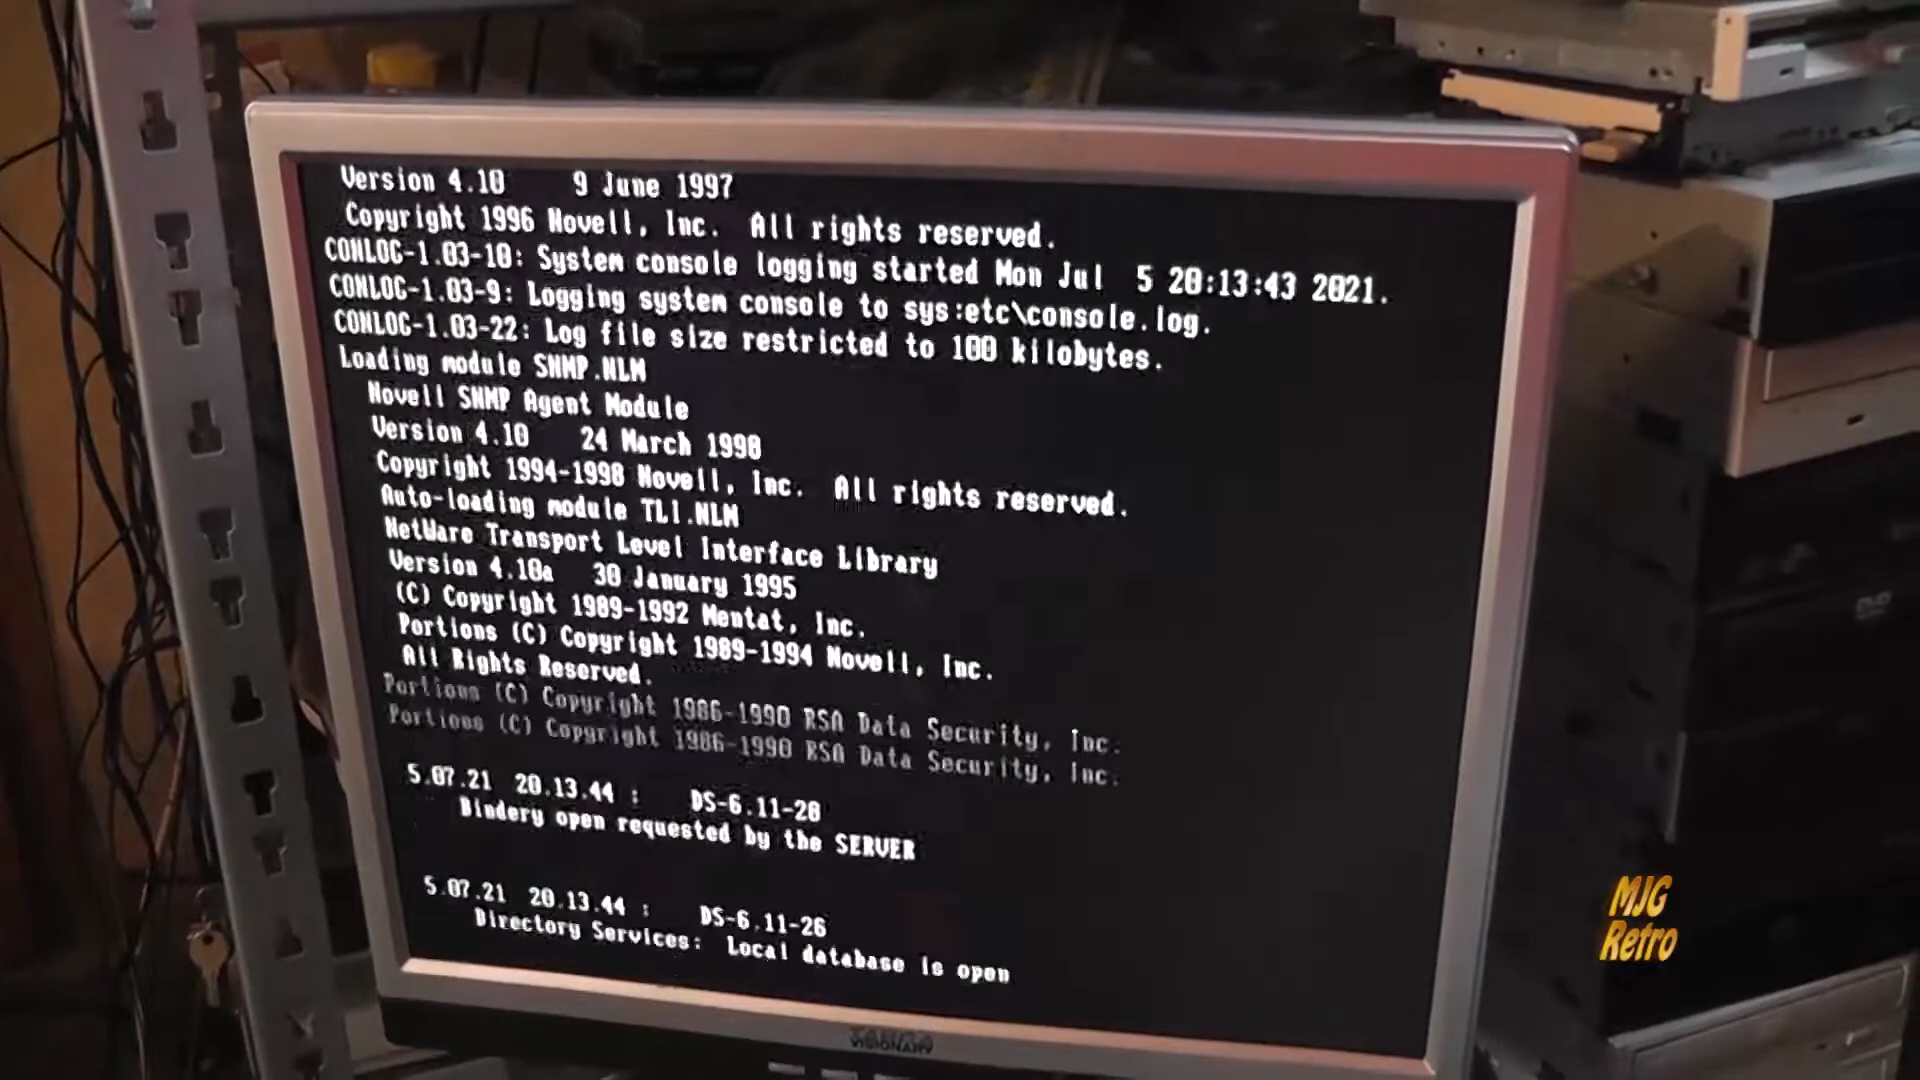 Version 4.10    9 June 1997
Copyright 1996 Novell, Inc.  All rights reserved.
CONLOG-1.03-10: System console logging started Mon Jul  5 20:13:43 2021.
CONLOG-1.03-9: Logging system console to sys:etc\console.log.
CONLOG-1.03-22: Log file size restricted to 100 kilobytes.
Loading module SNMP.NLM
Novell SNMP Agent Module
Version 4.10    24 March 1998
Copyright 1994-1998 Novell, Inc.  All rights reserved.
Auto-loading module TLI.NLM
NetWare Transport Level Interface Library
Version 4.10a   30 January 1995
(C) Copyright 1989-1992 Mentat, Inc.
Portions (C) Copyright 1989-1994 Novell, Inc.
All Rights Reserved.
Portions (C) Copyright 1986-1990 RSA Data Security, Inc.
Portions (C) Copyright 1986-1990 RSA Data Security, Inc.
5.07.21  20.13.44 :    DS-6.11-28
Bindery open requested by the SERVER
5.07.21  20.13.44 :    DS-6.11-26
Directory Services:  Local database is open
VISIONARY
DVD
MJG
Retro